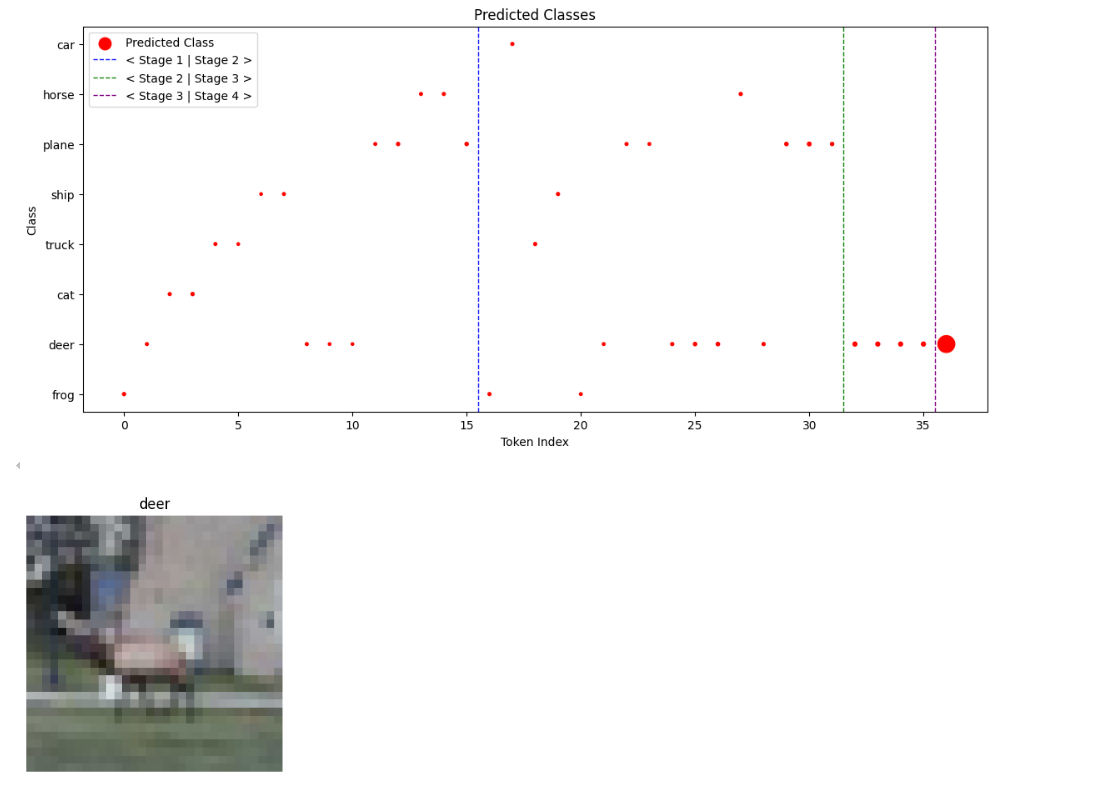 Predicted Classes
car
horse
plane
ship
truck
cat
deer
frog
Class
Predicted Class
< Stage 1 | Stage 2 >
< Stage 2 | Stage 3 >
< Stage 3 | Stage 4 >
0 5 10 15 20 25 30 35
Token Index
deer